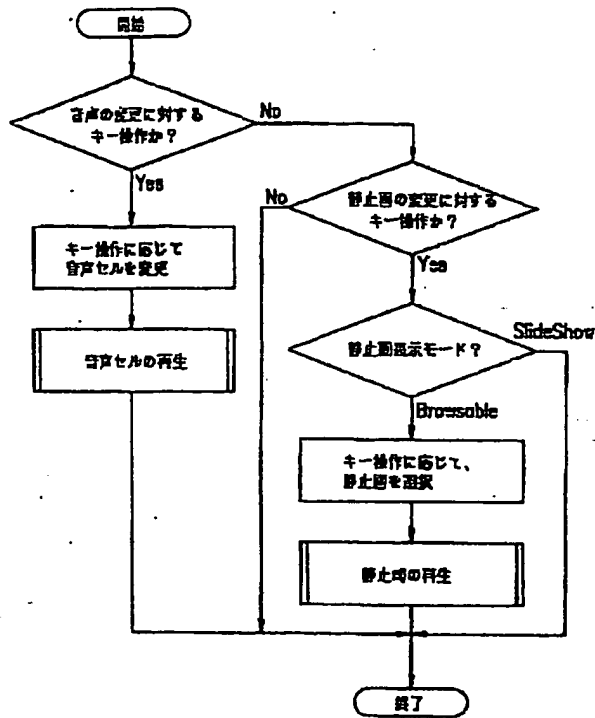 開始
音声の変更に対する
キー操作か？
No
Yes
静止画の変更に対する
キー操作か？
No
Yes
キー操作に応じて
音声セルを変更
音声セルの再生
静止画表示モード？
SlideShow
Browsable
キー操作に応じて、
静止画を選択
静止画の再生
終了